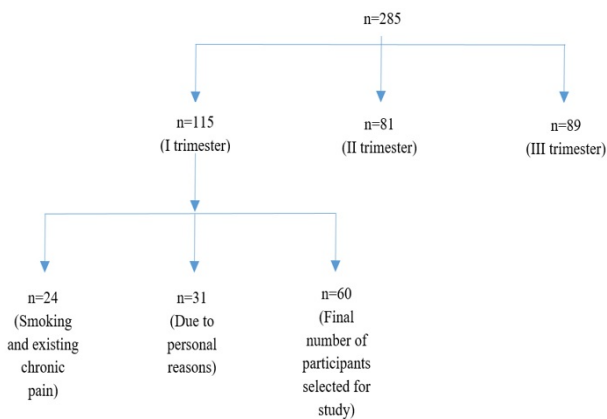 n=285
n=115
(I trimester)
n=81
(II trimester)
n=89
(III trimester)
n=24
(Smoking
and existing
chronic
pain)
n=31
(Due to
personal
reasons)
n=60
(Final
number of
participants
selected for
study)